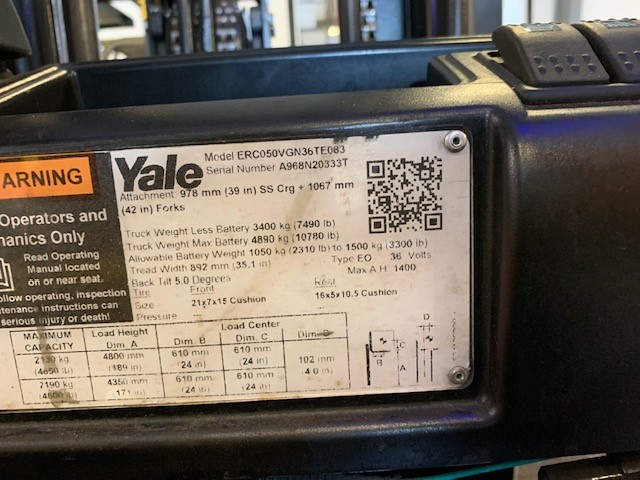 ARNING
Operators and
hanics Only
Read Operating
Manual located
on or near seat.
ollow operating, inspection
tenance instructions can
serious injury or death!
Yale
Model ERC050VGN36TE083
Serial Number A968N20333T
Attachment 978 mm (39 in) SS Crg + 1067 mm
(42 in) Forks
Truck Weight Less Battery 3400 kg (7490 lb)
Truck Weight Max Battery 4890 kg (10780 lb)
Allowable Battery Weight 1050 kg (2310 lb) to 1500 kg (3300 lb)
Tread Width 892 mm (35.1 in) Type EO 36 Volts
Back Tilt 5.0 Degrees Max A H 1400
Tire Front Rear
Size 21x7x15 Cushion 16x5x10.5 Cushion
Pressure
MAXIMUM CAPACITY Load Height Dim. A Load Center Dim. B Dim. C Dim. D
2130 kg 4800 mm 610 mm 610 mm 102 mm
(4650 lb) (189 in) (24 in) (24 in) 4.0 in)
2190 kg 4350 mm 610 mm 610 mm
171 in) (24 in) (24 in)
D
C
B
A